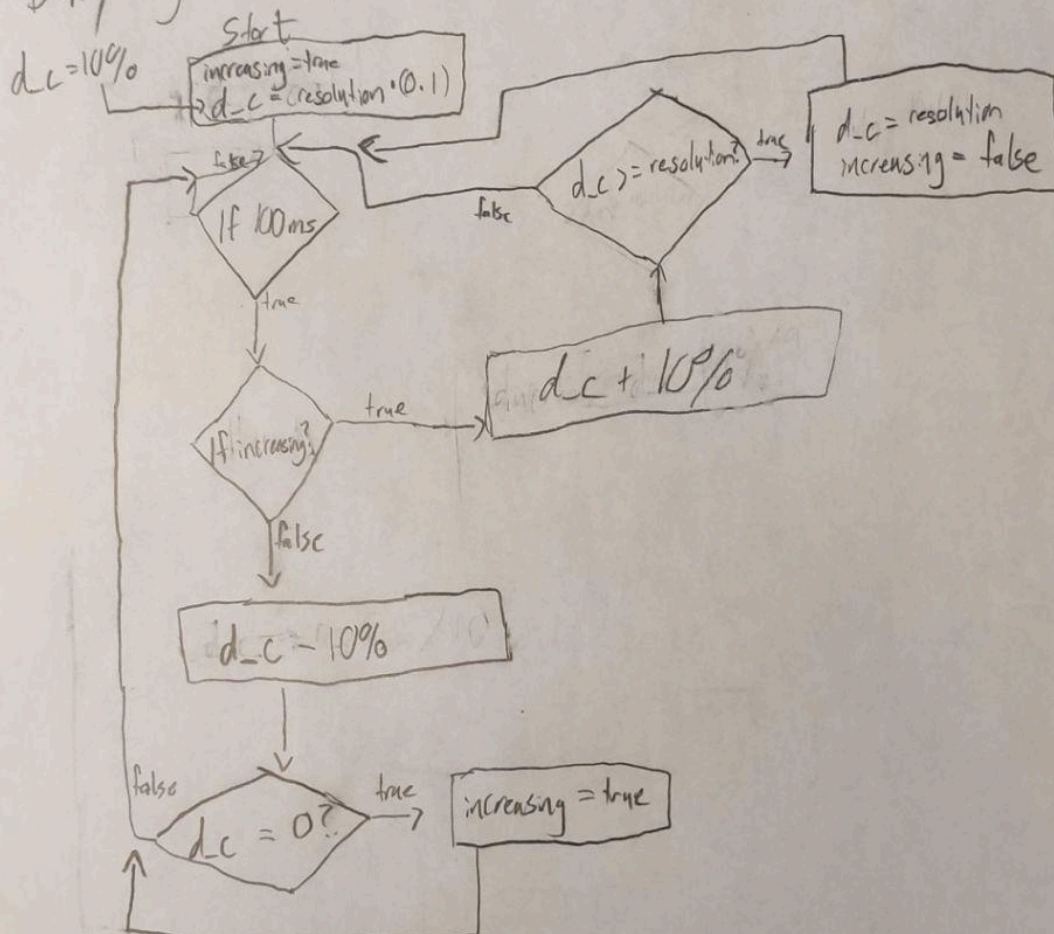 Start
d_c = 10%
increasing = true
d_c = (resolution · (0.1)
false?
If 100ms
true
d_c >= resolution?
true
false
d_c = resolution
increasing = false
If increasing?
true
d_c + 10%
false
d_c - 10%
false
d_c = 0?
true
increasing = true